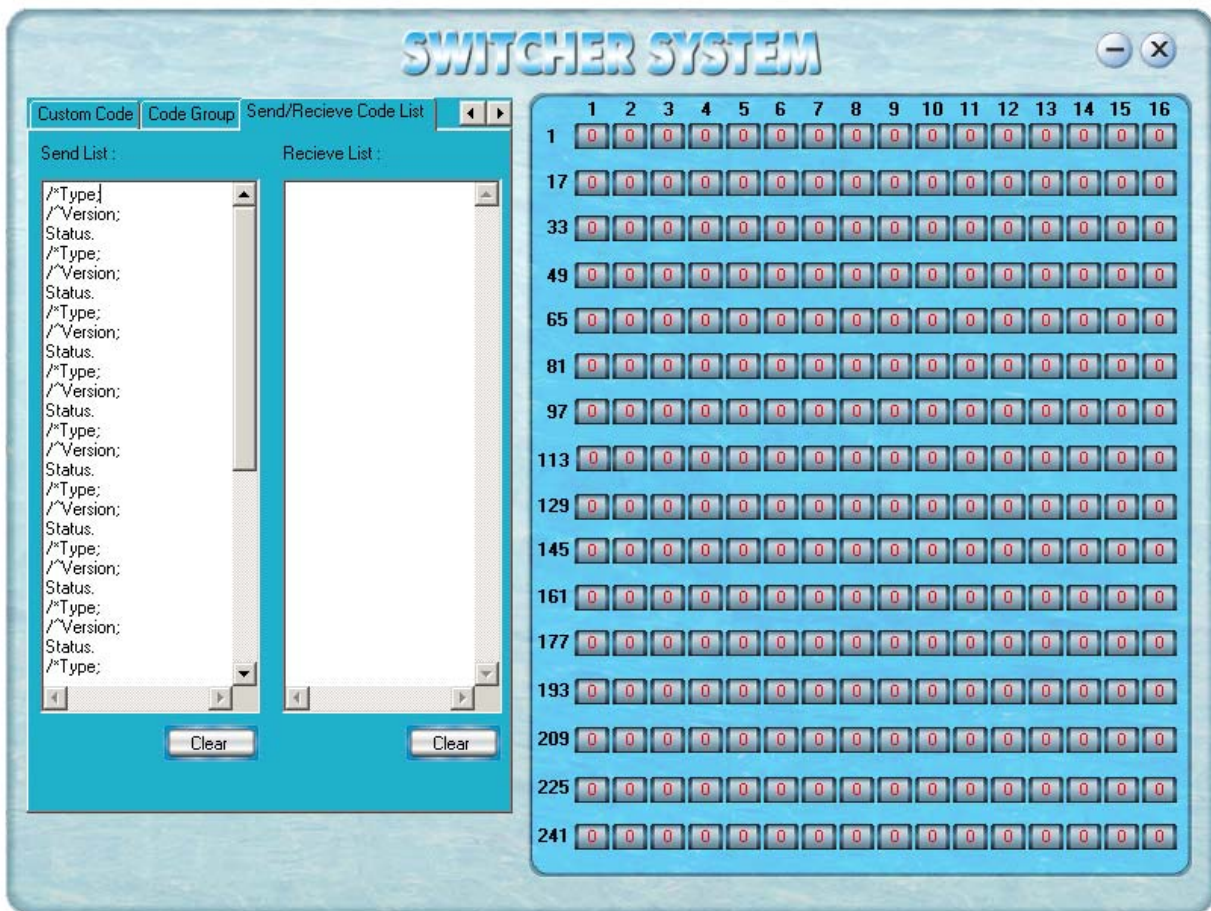 SWITCHER SYSTEM
Custom Code Code Group Send/Recieve Code List
Send List : Recieve List :
/*Type;
/^Version;
Status.
/*Type;
/^Version;
Status.
/*Type;
/^Version;
Status.
/*Type;
/^Version;
Status.
/*Type;
/^Version;
Status.
/*Type;
/^Version;
Status.
/*Type;
/^Version;
Status.
/*Type;
/^Version;
Status.
/*Type;
Clear Clear
1 2 3 4 5 6 7 8 9 10 11 12 13 14 15 16
1 0 0 0 0 0 0 0 0 0 0 0 0 0 0 0 0
17 0 0 0 0 0 0 0 0 0 0 0 0 0 0 0 0
33 0 0 0 0 0 0 0 0 0 0 0 0 0 0 0 0
49 0 0 0 0 0 0 0 0 0 0 0 0 0 0 0 0
65 0 0 0 0 0 0 0 0 0 0 0 0 0 0 0 0
81 0 0 0 0 0 0 0 0 0 0 0 0 0 0 0 0
97 0 0 0 0 0 0 0 0 0 0 0 0 0 0 0 0
113 0 0 0 0 0 0 0 0 0 0 0 0 0 0 0 0
129 0 0 0 0 0 0 0 0 0 0 0 0 0 0 0 0
145 0 0 0 0 0 0 0 0 0 0 0 0 0 0 0 0
161 0 0 0 0 0 0 0 0 0 0 0 0 0 0 0 0
177 0 0 0 0 0 0 0 0 0 0 0 0 0 0 0 0
193 0 0 0 0 0 0 0 0 0 0 0 0 0 0 0 0
209 0 0 0 0 0 0 0 0 0 0 0 0 0 0 0 0
225 0 0 0 0 0 0 0 0 0 0 0 0 0 0 0 0
241 0 0 0 0 0 0 0 0 0 0 0 0 0 0 0 0